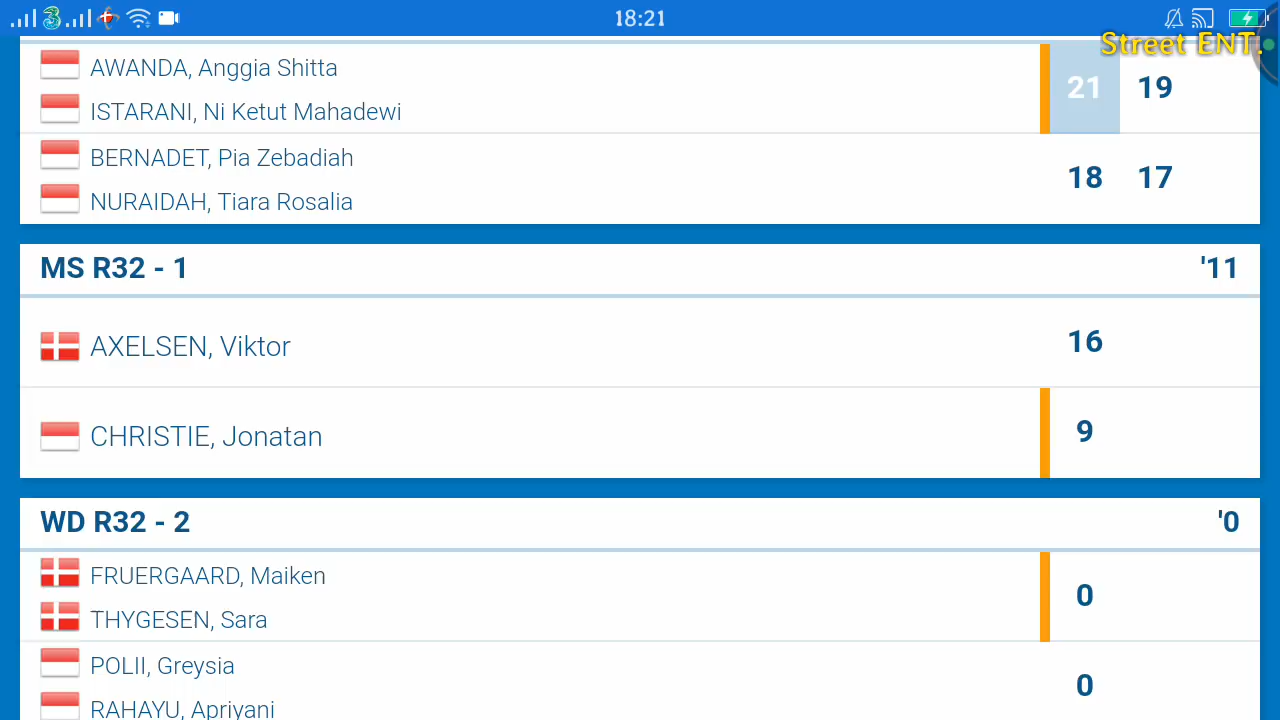 3
18:21
Street ENT.
AWANDA, Anggia Shitta
21 19
ISTARANI, Ni Ketut Mahadewi
BERNADET, Pia Zebadiah
18 17
NURAIDAH, Tiara Rosalia
MS R32 - 1 '11
AXELSEN, Viktor 16
CHRISTIE, Jonatan 9
WD R32 - 2 '0
FRUERGAARD, Maiken
0
THYGESEN, Sara
POLII, Greysia
0
RAHAYU, Apriyani